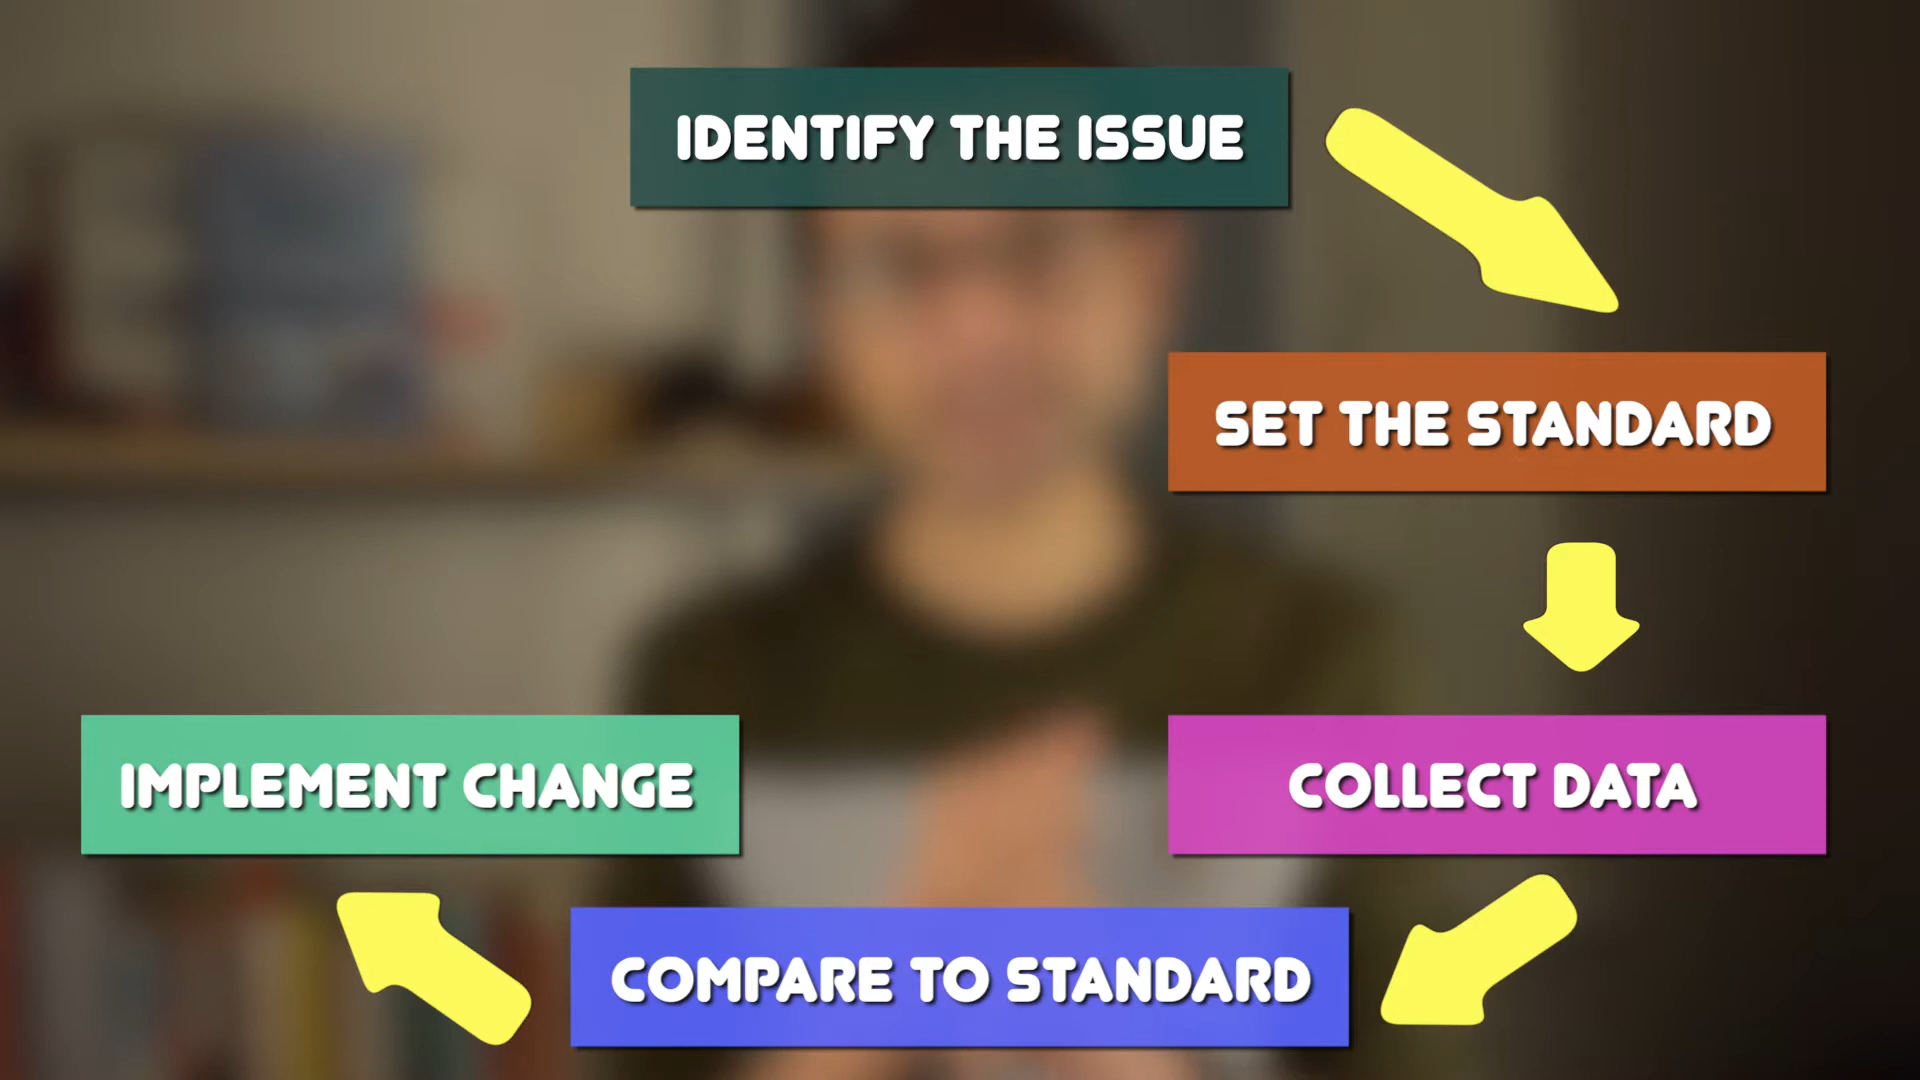 IDENTIFY THE ISSUE
SET THE STANDARD
COLLECT DATA
COMPARE TO STANDARD
IMPLEMENT CHANGE